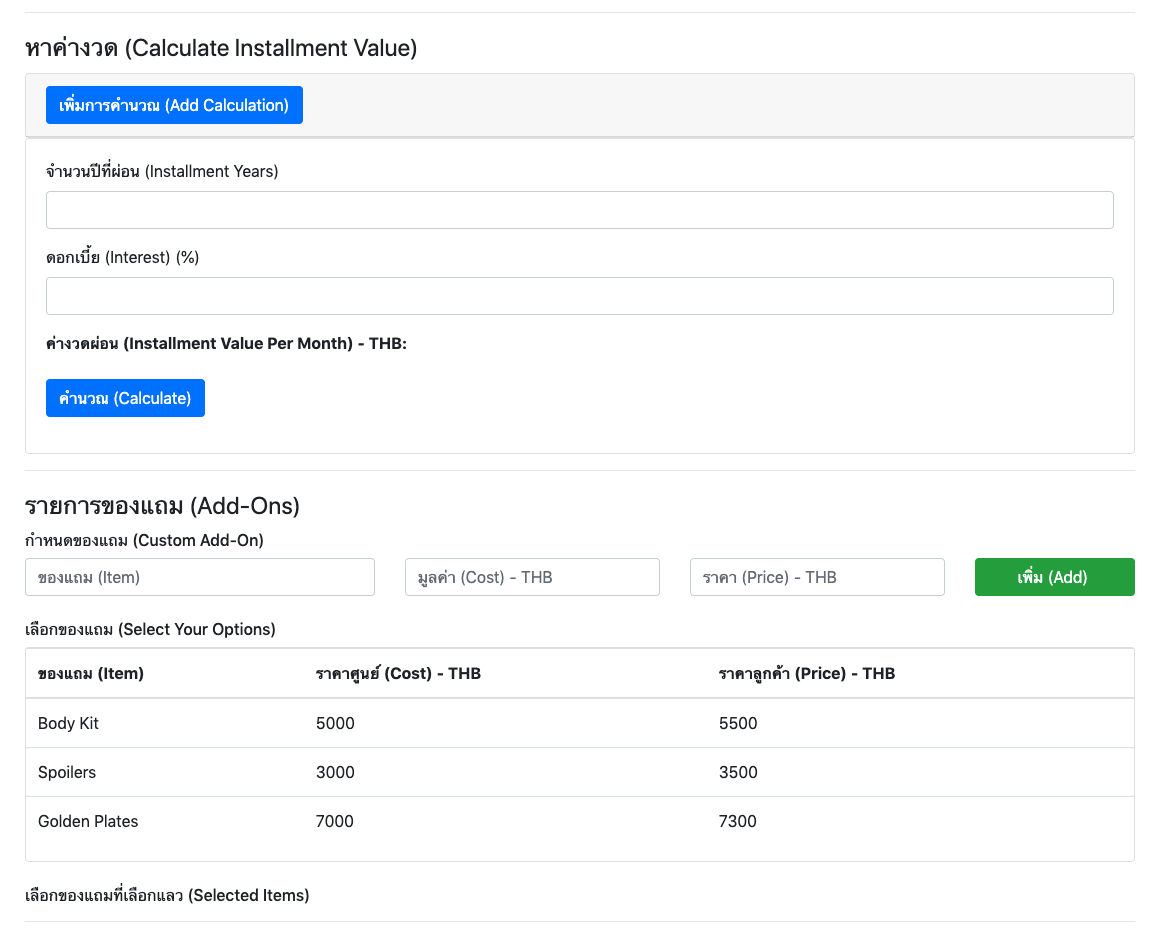 หาค่างวด (Calculate Installment Value)
เพิ่มการคำนวณ (Add Calculation)
จำนวนปีที่ผ่อน (Installment Years)
ดอกเบี้ย (Interest) (%)
ค่างวดผ่อน (Installment Value Per Month) - THB:
คำนวณ (Calculate)
รายการของแถม (Add-Ons)
กำหนดของแถม (Custom Add-On)
ของแถม (Item) มูลค่า (Cost) - THB ราคา (Price) - THB เพิ่ม (Add)
เลือกของแถม (Select Your Options)
ของแถม (Item) ราคาศูนย์ (Cost) - THB ราคาลูกค้า (Price) - THB
Body Kit 5000 5500
Spoilers 3000 3500
Golden Plates 7000 7300
เลือกของแถมที่เลือกแลว (Selected Items)